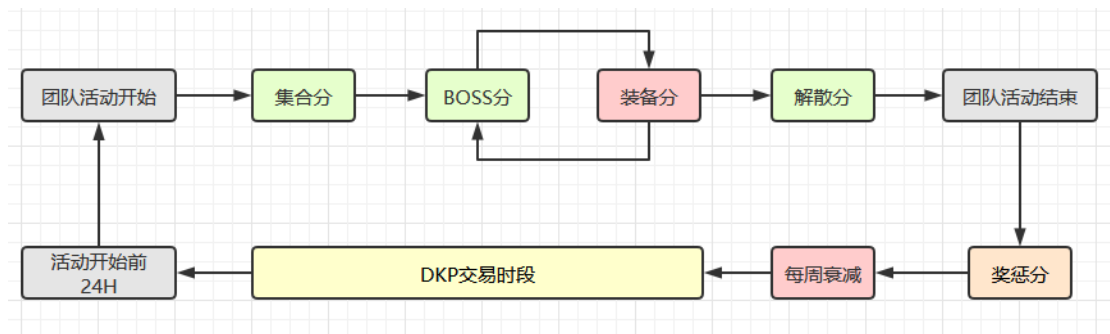 团队活动开始
集合分
BOSS分
装备分
解散分
团队活动结束
活动开始前
24H
DKP交易时段
每周衰减
奖惩分